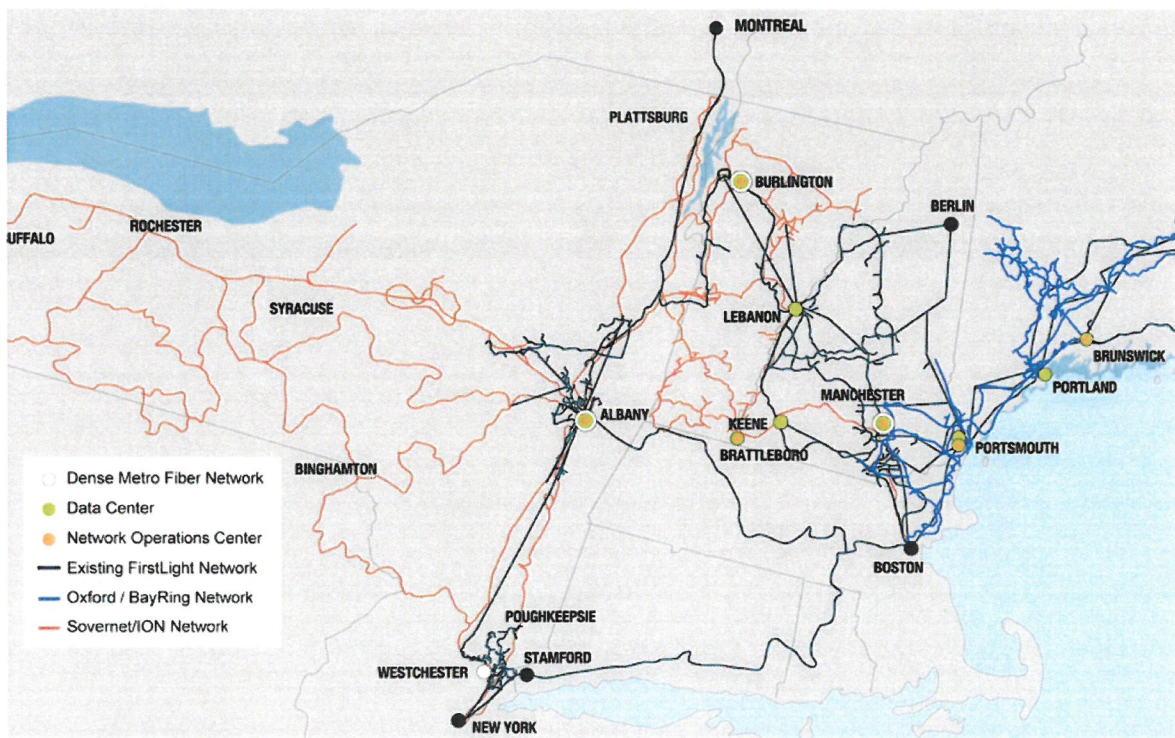 MONTREAL
PLATTSBURG
BURLINGTON
BERLIN
ROCHESTER
UFFALO
SYRACUSE
LEBANON
BRUNSWICK
PORTLAND
MANCHESTER
ALBANY
KEENE
BRATTLEBORO
PORTSMOUTH
BINGHAMTON
BOSTON
POUGHKEEPSIE
WESTCHESTER
STAMFORD
NEW YORK
Dense Metro Fiber Network
Data Center
Network Operations Center
Existing FirstLight Network
Oxford / BayRing Network
Sovernet/ION Network